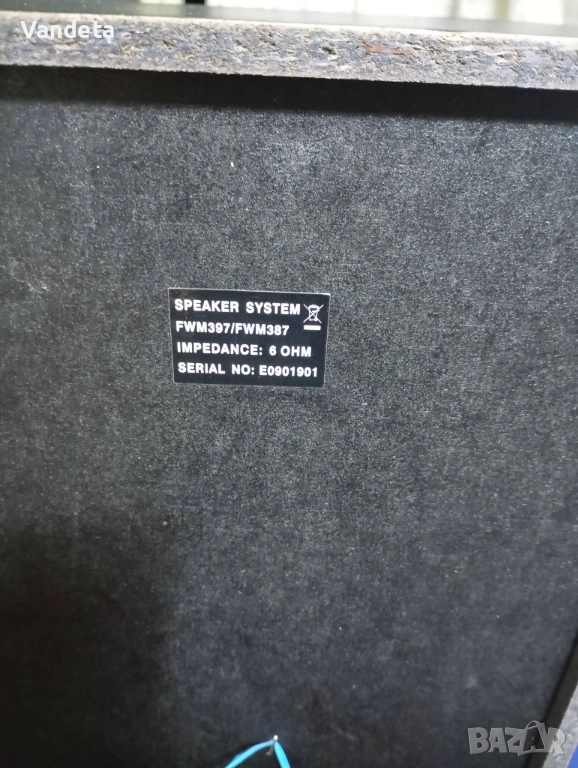 Vandeta
SPEAKER SYSTEM
FWM397/FWM387
IMPEDANCE: 6 OHM
SERIAL NO: E0901901
BAZAR